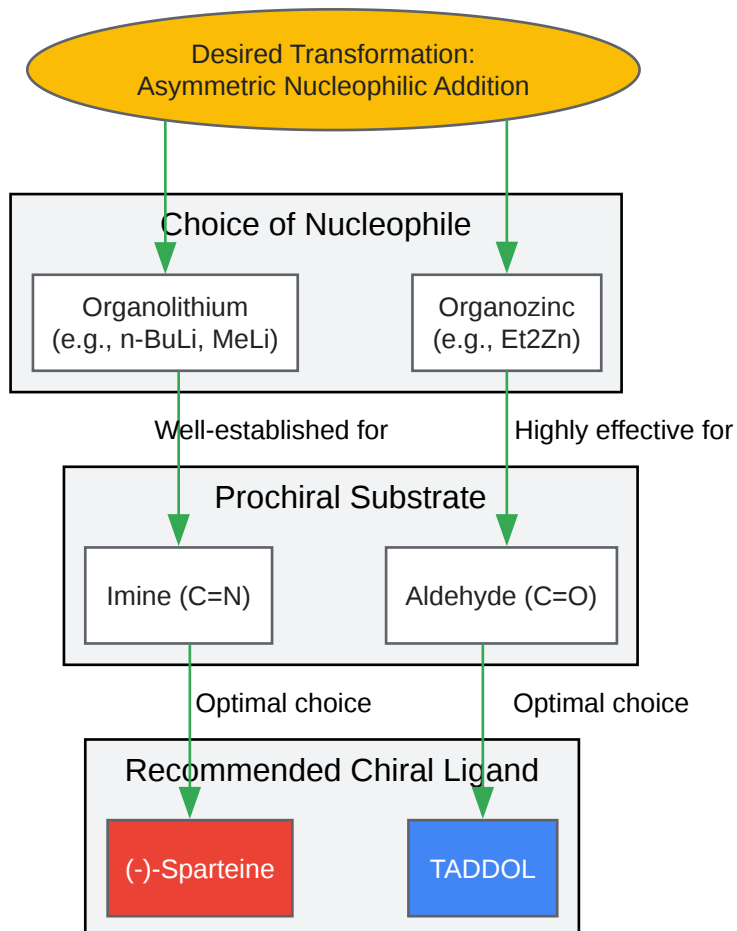 Desired Transformation:
Asymmetric Nucleophilic Addition
Choice of Nucleophile
Organolithium
(e.g., n-BuLi, MeLi)
Organozinc
(e.g., Et2Zn)
Well-established for
Highly effective for
Prochiral Substrate
Imine (C=N)
Aldehyde (C=O)
Optimal choice
Optimal choice
Recommended Chiral Ligand
(-)-Sparteine
TADDOL